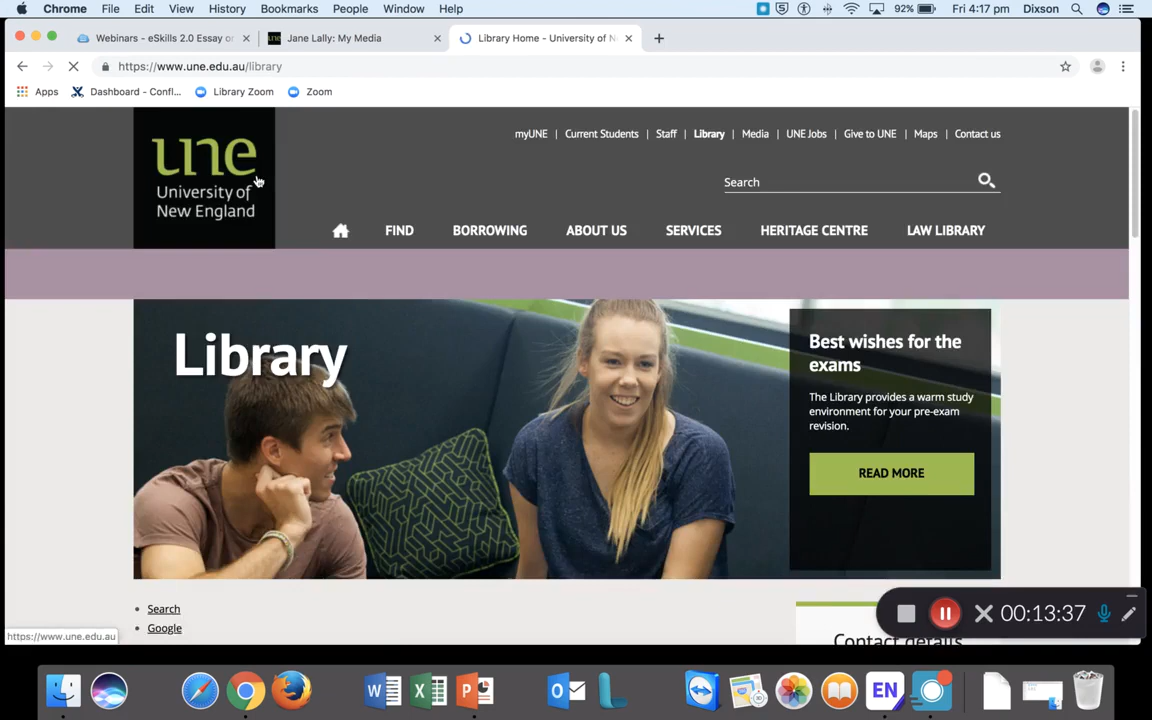 Chrome File Edit View History Bookmarks People Window Help 92% Fri 4:17 pm Dixson
Webinars - eSkills 2.0 Essay or Jane Lally: My Media Library Home - University of N
https://www.une.edu.au/library
Apps Dashboard - Confl... Library Zoom Zoom
myUNE | Current Students | Staff | Library | Media | UNE Jobs | Give to UNE | Maps | Contact us
une
University of
New England
Search
FIND BORROWING ABOUT US SERVICES HERITAGE CENTRE LAW LIBRARY
Library
Best wishes for the
exams
The Library provides a warm study
environment for your pre-exam
revision.
READ MORE
• Search
• Google
Contact details
https://www.une.edu.au
00:13:37
W X P O L EN